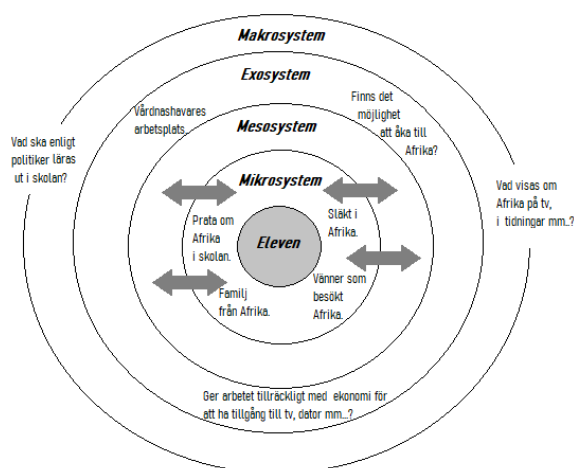 Makrosystem
Exosystem
Vårdnashavares
arbetsplats.
Finns det
möjlighet
att åka till
Afrika?
Mesosystem
Vad ska enligt
politiker läras
ut i skolan?
Mikrosystem
Vad visas om
Afrika på tv,
i tidningar mm..?
Prata om
Afrika
i skolan.
Släkt i
Afrika.
Eleven
Familj
från Afrika.
Vänner som
besökt
Afrika.
Ger arbetet tillräckligt med ekonomi för
att ha tillgång till tv, dator mm...?